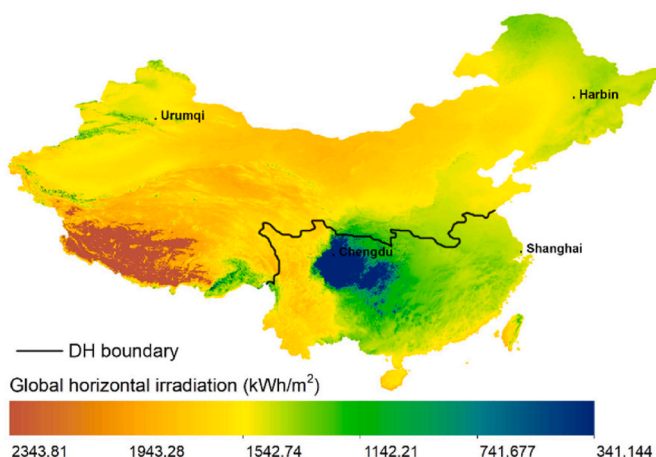 Harbin
Urumqi
Chengdu
Shanghai
DH boundary
Global horizontal irradiation (kWh/m²)
2343.81 1943.28 1542.74 1142.21 741.677 341.144